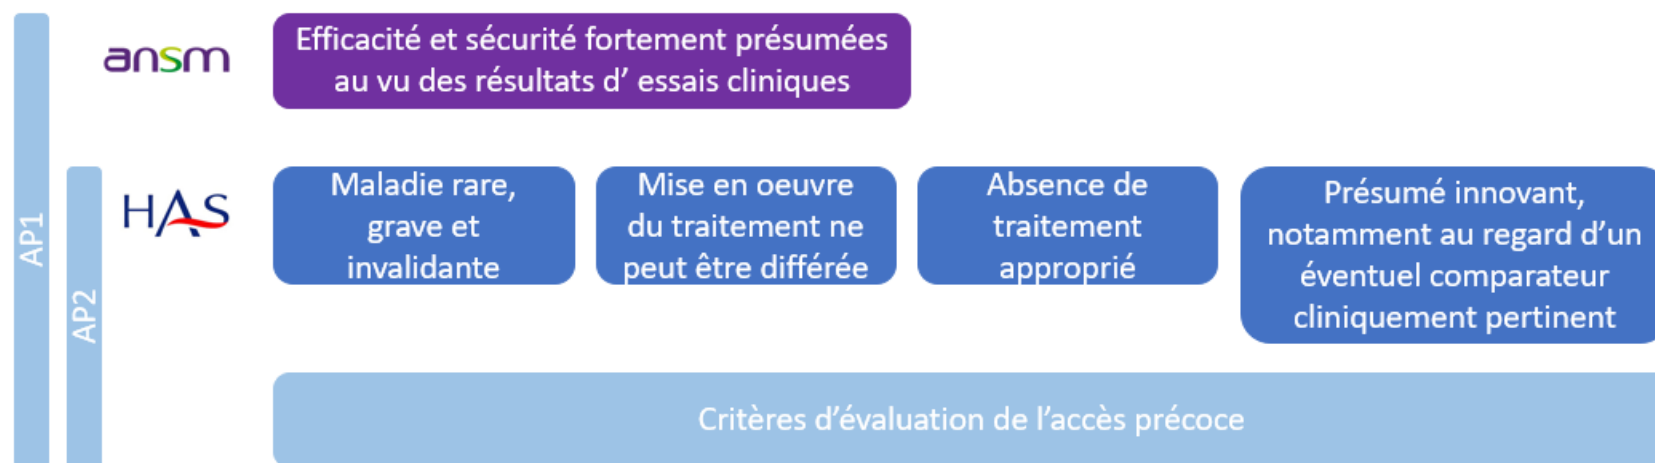 AP1
AP2
ansm
Efficacité et sécurité fortement présumées
au vu des résultats d’ essais cliniques
HAS
Maladie rare,
grave et
invalidante
Mise en oeuvre
du traitement ne
peut être différée
Absence de
traitement
approprié
Présumé innovant,
notamment au regard d’un
éventuel comparateur
cliniquement pertinent
Critères d’évaluation de l’accès précoce